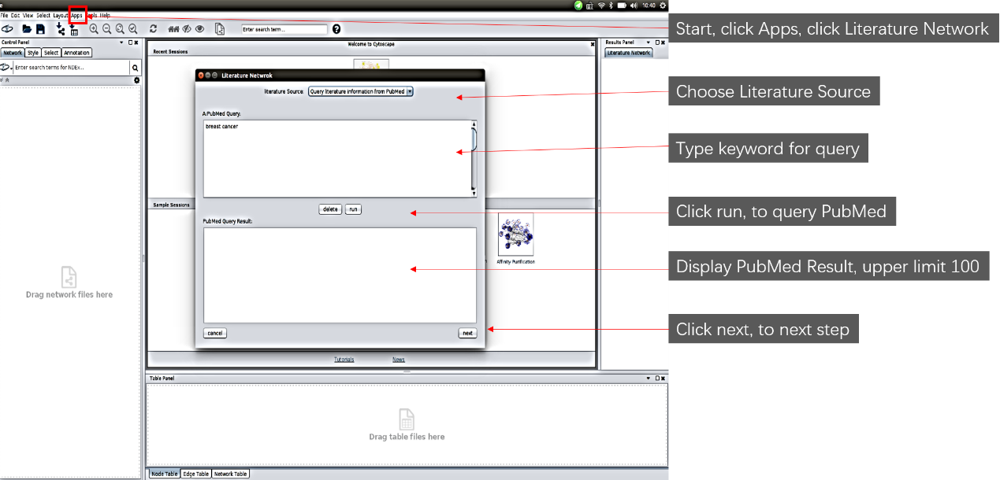 e
10:40
File Edit View Select Layout Apps Tools Help
Start, click Apps, click Literature Network
Enter search term...
?
Control Panel
Welcome to Cytoscape
Results Panel
Network Style Select Annotation
Recent Sessions
Literature Network
Enter search terms for NDEx...
Literature Netwrok
literature Source: Query literature information from PubMed
Choose Literature Source
A:PubMed Query:
breast cancer
Type keyword for query
Sample Sessions
delete run
Click run, to query PubMed
PubMed Query Result:
Affinity Purification
Display PubMed Result, upper limit 100
Drag network files here
cancel next
Click next, to next step
Tutorials News
Table Panel
Drag table files here
Node Table Edge Table Network Table